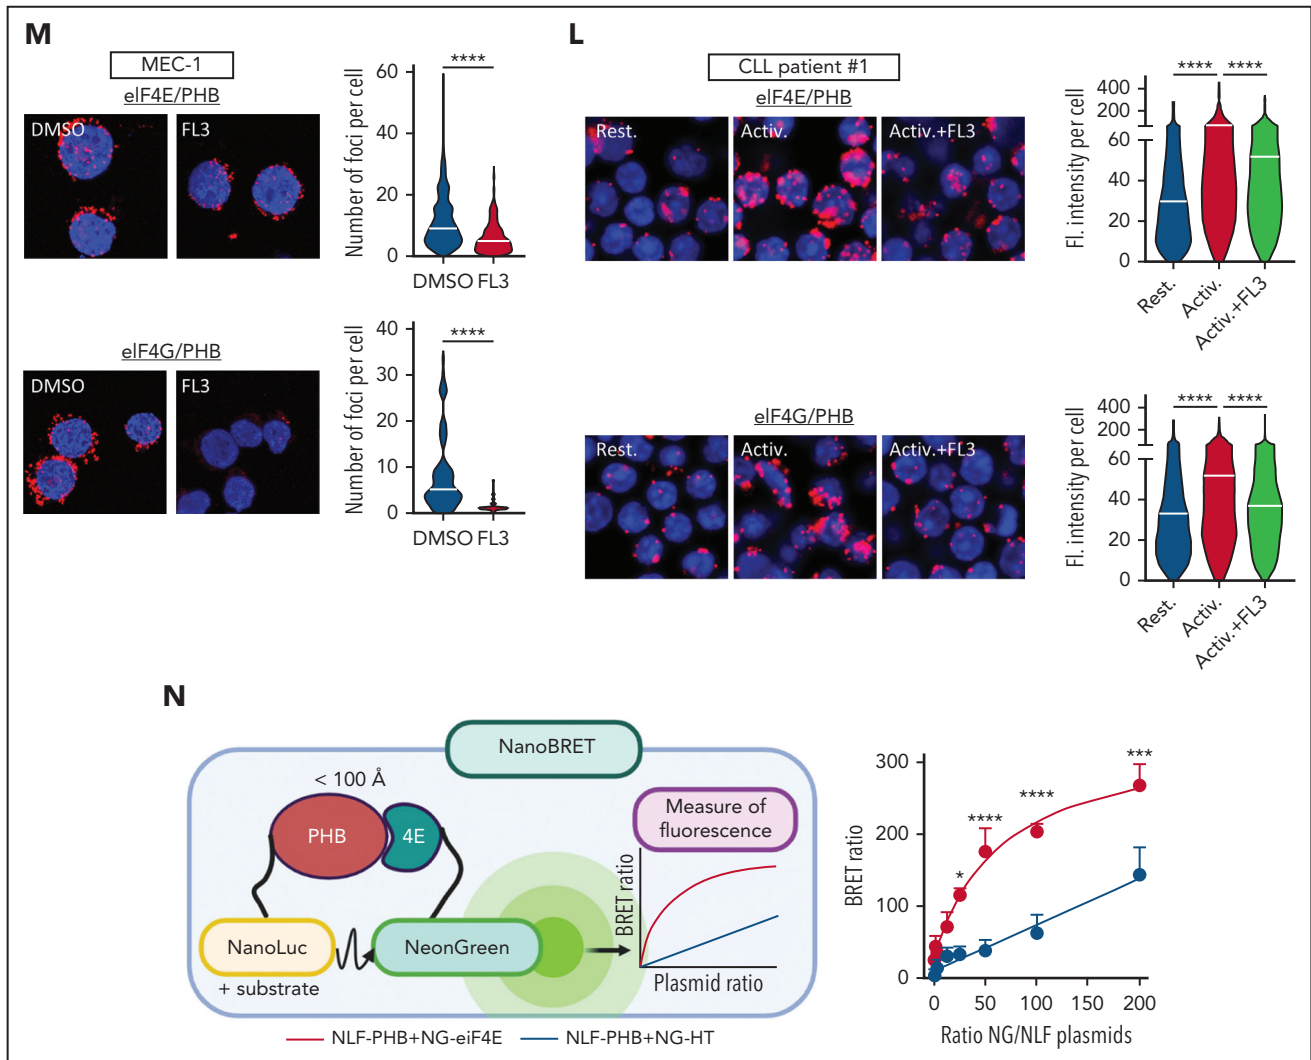 M
MEC-1
eIF4E/PHB
DMSO
FL3
Number of foci per cell
60
40
20
0
****
DMSO FL3
eIF4G/PHB
DMSO
FL3
Number of foci per cell
40
30
20
10
0
****
DMSO FL3
L
CLL patient #1
eIF4E/PHB
Rest.
Activ.
Activ.+FL3
Fl. intensity per cell
400
200
60
40
20
0
**** ****
Rest.
Activ.
Activ.+FL3
eIF4G/PHB
Rest.
Activ.
Activ.+FL3
Fl. intensity per cell
400
200
60
40
20
0
**** ****
Rest.
Activ.
Activ.+FL3
N
NanoBRET
< 100 Å
PHB
4E
NanoLuc
+ substrate
NeonGreen
Measure of
fluorescence
BRET ratio
Plasmid ratio
NLF-PHB+NG-eiF4E
NLF-PHB+NG-HT
BRET ratio
300
200
100
0
*
****
****
***
0 50 100 150 200
Ratio NG/NLF plasmids